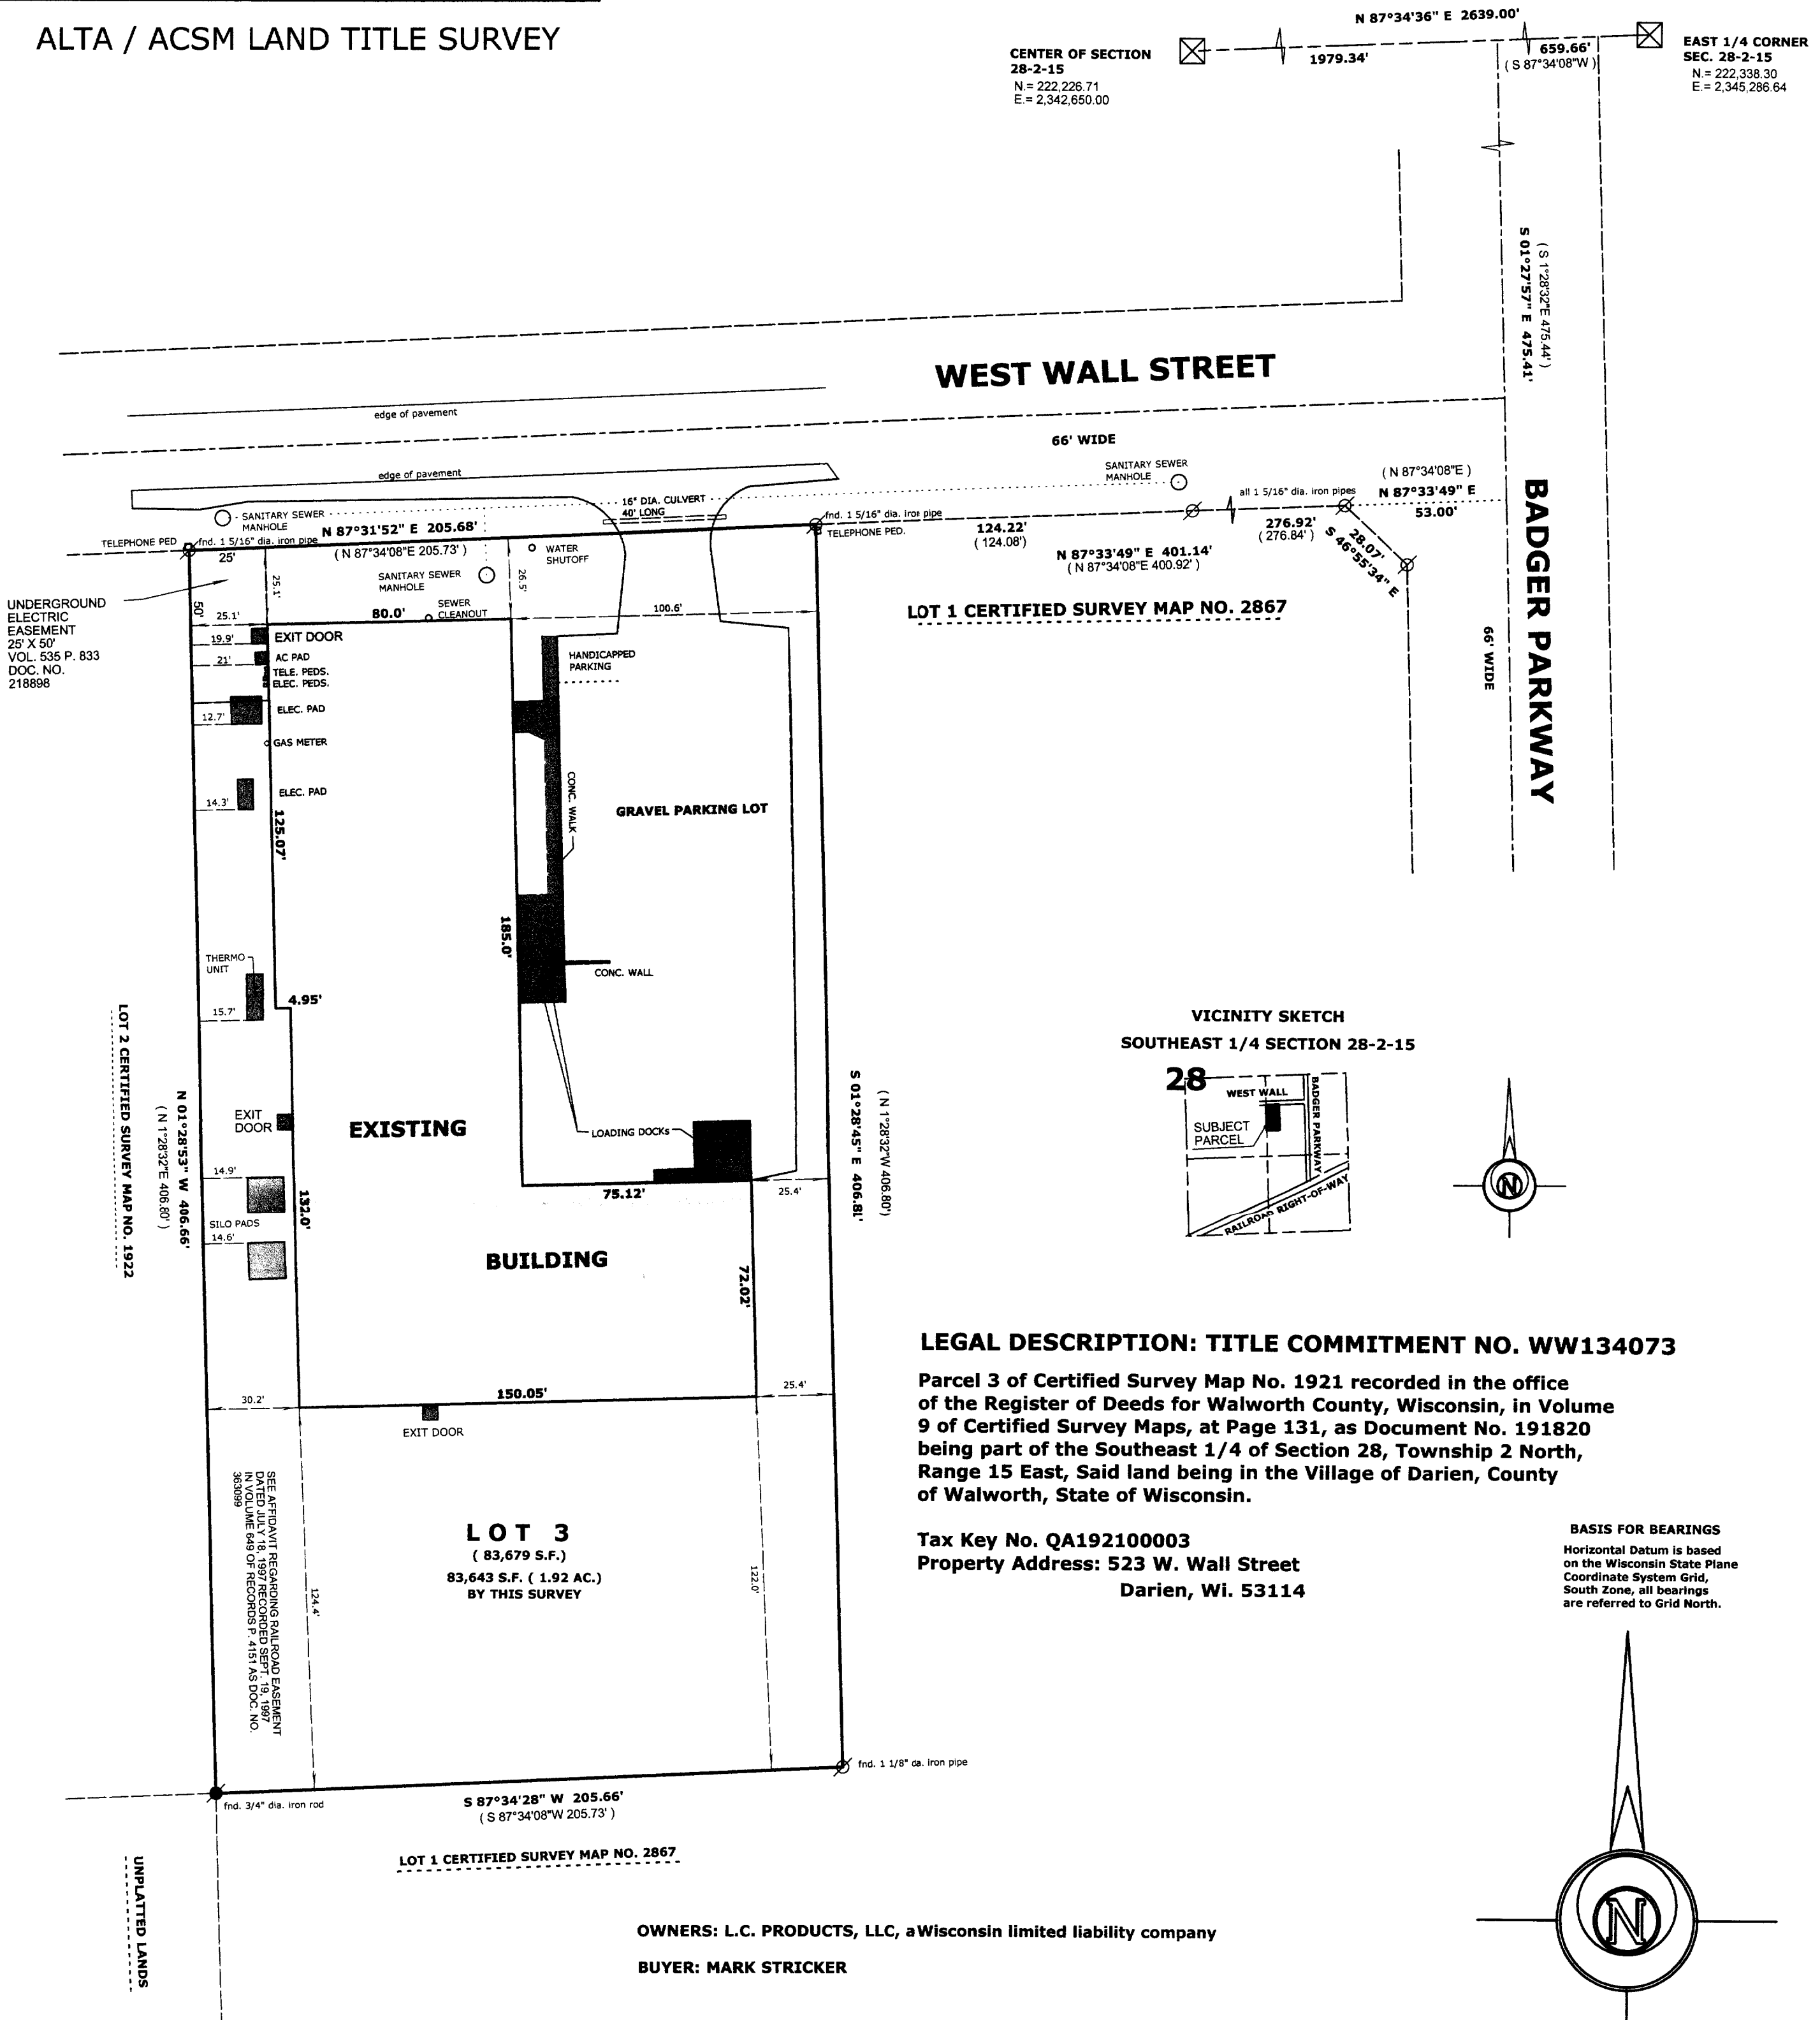 ALTA / ACSM LAND TITLE SURVEY
N 87°34'36" E 2639.00'
CENTER OF SECTION
28-2-15
N.= 222,226.71
E.= 2,342,650.00
1979.34'
659.66'
( S 87°34'08"W )
EAST 1/4 CORNER
SEC. 28-2-15
N.= 222,338.30
E.= 2,345,286.64
( S 1°28'32"E 475.44')
S 01°27'57" E 475.41'
WEST WALL STREET
edge of pavement
66' WIDE
edge of pavement
SANITARY SEWER
MANHOLE
( N 87°34'08"E )
all 1 5/16" dia. iron pipes
N 87°33'49" E
53.00'
BADGER PARKWAY
66' WIDE
16" DIA. CULVERT
40' LONG
SANITARY SEWER
MANHOLE
N 87°31'52" E 205.68'
( N 87°34'08"E 205.73' )
TELEPHONE PED
fnd. 1 5/16" dia. iron pipe
25'
fnd. 1 5/16" dia. iron pipe
TELEPHONE PED.
124.22'
( 124.08')
276.92'
( 276.84' )
28.07'
S 46°55'34" E
N 87°33'49" E 401.14'
( N 87°34'08"E 400.92' )
LOT 1 CERTIFIED SURVEY MAP NO. 2867
WATER
SHUTOFF
SANITARY SEWER
MANHOLE
SEWER
CLEANOUT
25.1'
26.5'
50'
UNDERGROUND
ELECTRIC
EASEMENT
25' X 50'
VOL. 535 P. 833
DOC. NO.
218898
25.1'
80.0'
100.6'
19.9'
EXIT DOOR
21'
AC PAD
TELE. PEDS.
ELEC. PEDS.
12.7'
ELEC. PAD
GAS METER
14.3'
ELEC. PAD
125.07'
HANDICAPPED
PARKING
CONC. WALK
GRAVEL PARKING LOT
185.0'
CONC. WALL
THERMO
UNIT
15.7'
4.95'
LOT 2 CERTIFIED SURVEY MAP NO. 1922
N 01°28'53" W 406.66'
( N 1°28'32"E 406.80' )
S 01°28'45" E 406.81'
( N 1°28'32"W 406.80')
EXIT
DOOR
EXISTING
LOADING DOCKs
14.9'
SILO PADS
14.6'
132.0'
75.12'
25.4'
BUILDING
72.02'
30.2'
150.05'
25.4'
EXIT DOOR
VICINITY SKETCH
SOUTHEAST 1/4 SECTION 28-2-15
28
WEST WALL
BADGER PARKWAY
SUBJECT
PARCEL
RAILROAD RIGHT-OF-WAY
N
LEGAL DESCRIPTION: TITLE COMMITMENT NO. WW134073
Parcel 3 of Certified Survey Map No. 1921 recorded in the office
of the Register of Deeds for Walworth County, Wisconsin, in Volume
9 of Certified Survey Maps, at Page 131, as Document No. 191820
being part of the Southeast 1/4 of Section 28, Township 2 North,
Range 15 East, Said land being in the Village of Darien, County
of Walworth, State of Wisconsin.
Tax Key No. QA192100003
Property Address: 523 W. Wall Street
Darien, Wi. 53114
BASIS FOR BEARINGS
Horizontal Datum is based
on the Wisconsin State Plane
Coordinate System Grid,
South Zone, all bearings
are referred to Grid North.
SEE AFFIDAVIT REGARDING RAILROAD EASEMENT
DATED JULY 18, 1997 RECORDED SEPT. 19, 1997
IN VOLUME 649 OF RECORDS P. 4151 AS DOC. NO.
363099
124.4'
LOT 3
( 83,679 S.F.)
83,643 S.F. ( 1.92 AC.)
BY THIS SURVEY
122.0'
fnd. 1 1/8" da. iron pipe
fnd. 3/4" dia. iron rod
S 87°34'28" W 205.66'
( S 87°34'08"W 205.73' )
LOT 1 CERTIFIED SURVEY MAP NO. 2867
UNPLATTED LANDS
OWNERS: L.C. PRODUCTS, LLC, aWisconsin limited liability company
BUYER: MARK STRICKER
N